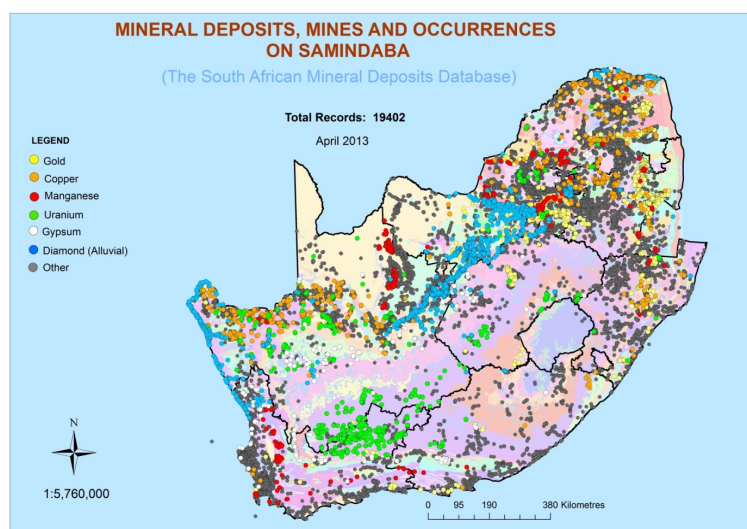 MINERAL DEPOSITS, MINES AND OCCURRENCES
ON SAMINDABA
(The South African Mineral Deposits Database)
Total Records: 19402
April 2013
LEGEND
Gold
Copper
Manganese
Uranium
Gypsum
Diamond (Alluvial)
Other
N
1:5,760,000
0 95 190 380 Kilometres